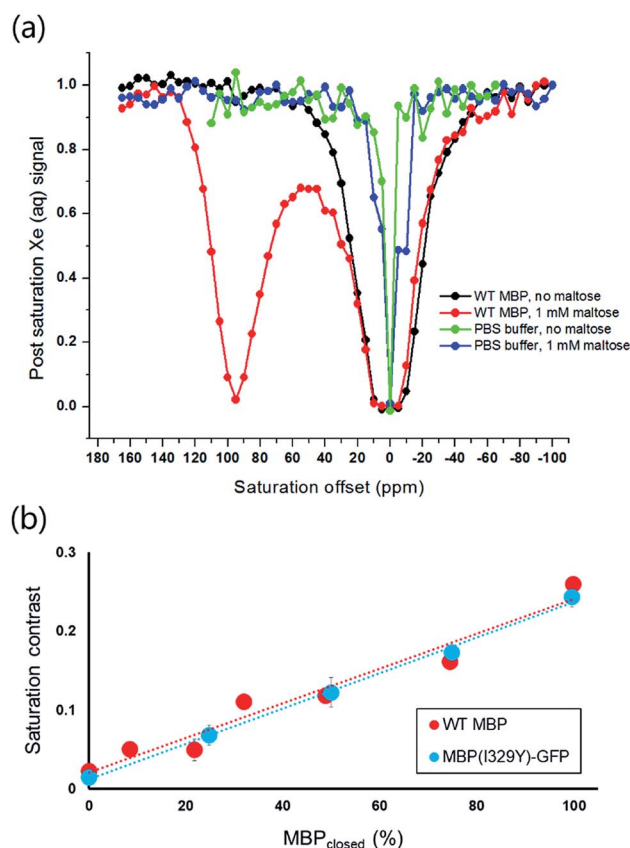 (a)
Post saturation Xe (aq) signal
1.0
0.8
0.6
0.4
0.2
0.0
WT MBP, no maltose
WT MBP, 1 mM maltose
PBS buffer, no maltose
PBS buffer, 1 mM maltose
180 160 140 120 100 80 60 40 20 0 -20 -40 -60 -80 -100
Saturation offset (ppm)
(b)
Saturation contrast
0.3
0.2
0.1
0
WT MBP
MBP(I329Y)-GFP
0 20 40 60 80 100
MBPclosed (%)